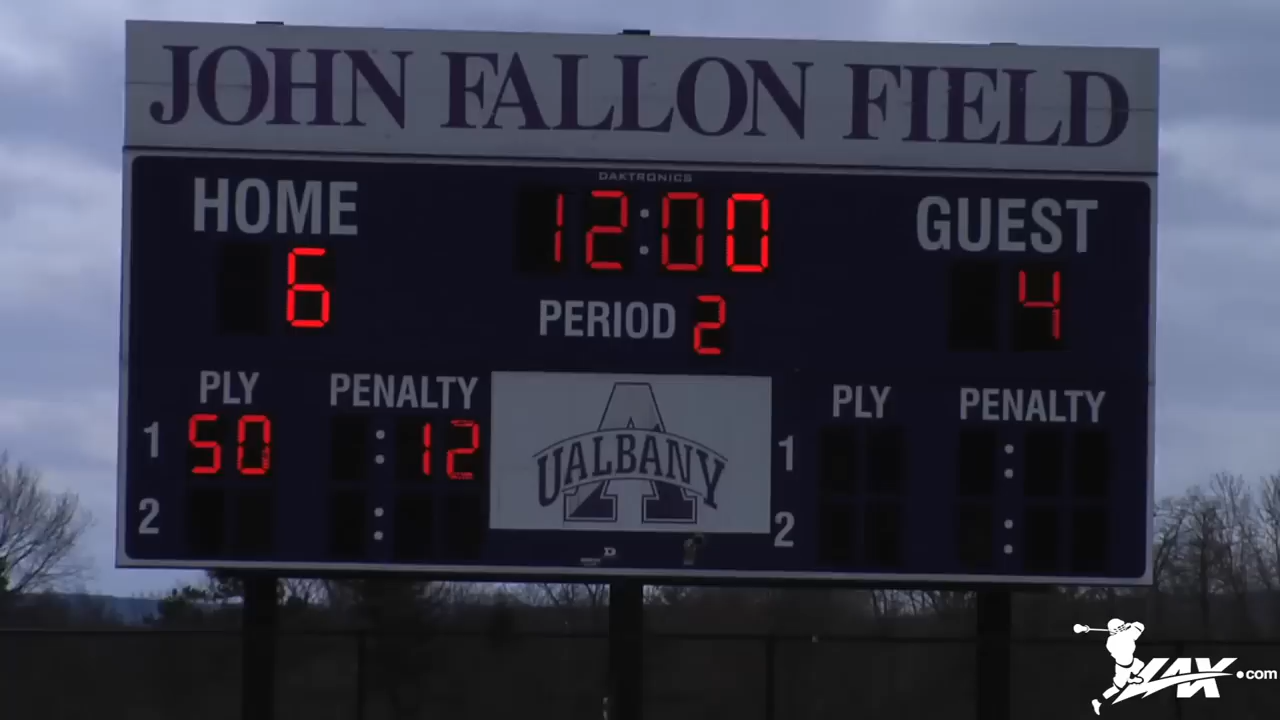 JOHN FALLON FIELD
DAKTRONICS
HOME 12:00 GUEST
6 PERIOD 2 4
PLY PENALTY PLY PENALTY
1 50 : 12 1 :
2 : 2 :
UALBANY
LAX.com